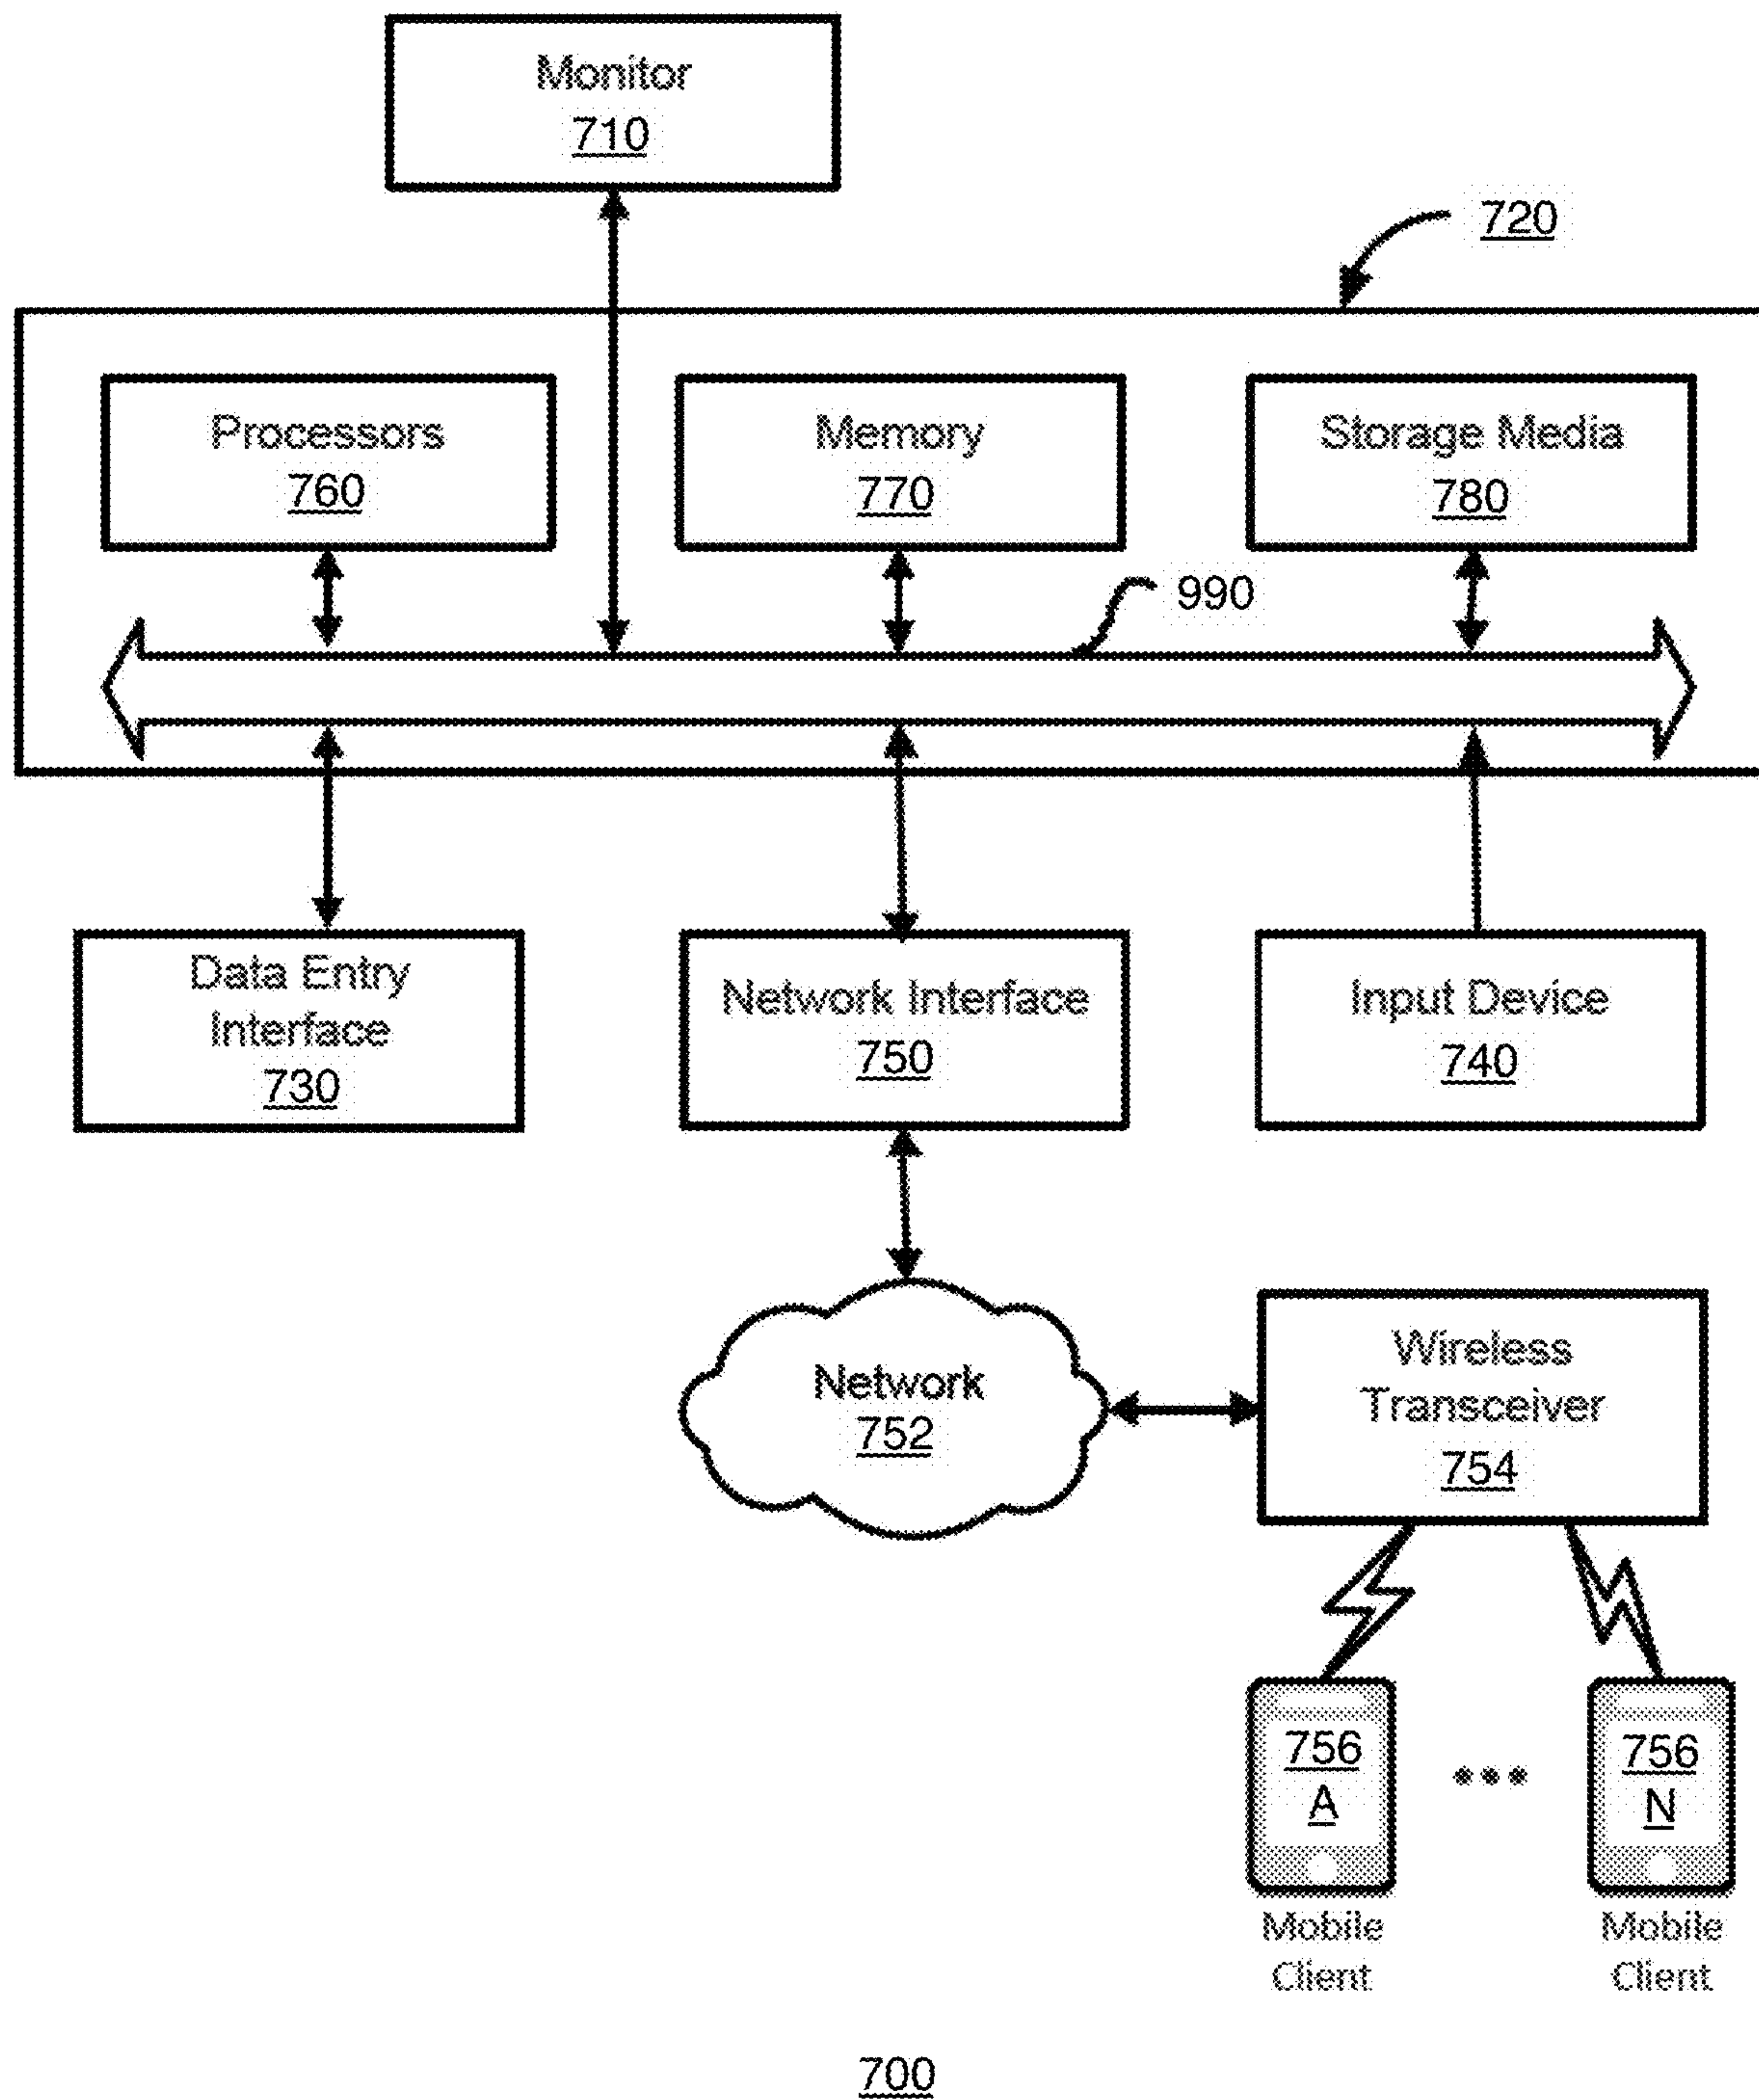 Monitor
710
720
Processors
760
Memory
770
Storage Media
780
990
Data Entry
Interface
730
Network Interface
750
Input Device
740
Network
752
Wireless
Transceiver
754
756
A
756
N
Mobile
Client
Mobile
Client
700